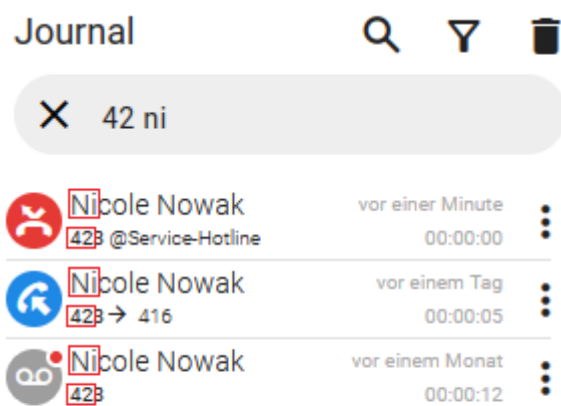 Journal
42 ni
Nicole Nowak vor einer Minute
423 @Service-Hotline 00:00:00
Nicole Nowak vor einem Tag
423 → 416 00:00:05
Nicole Nowak vor einem Monat
423 00:00:12